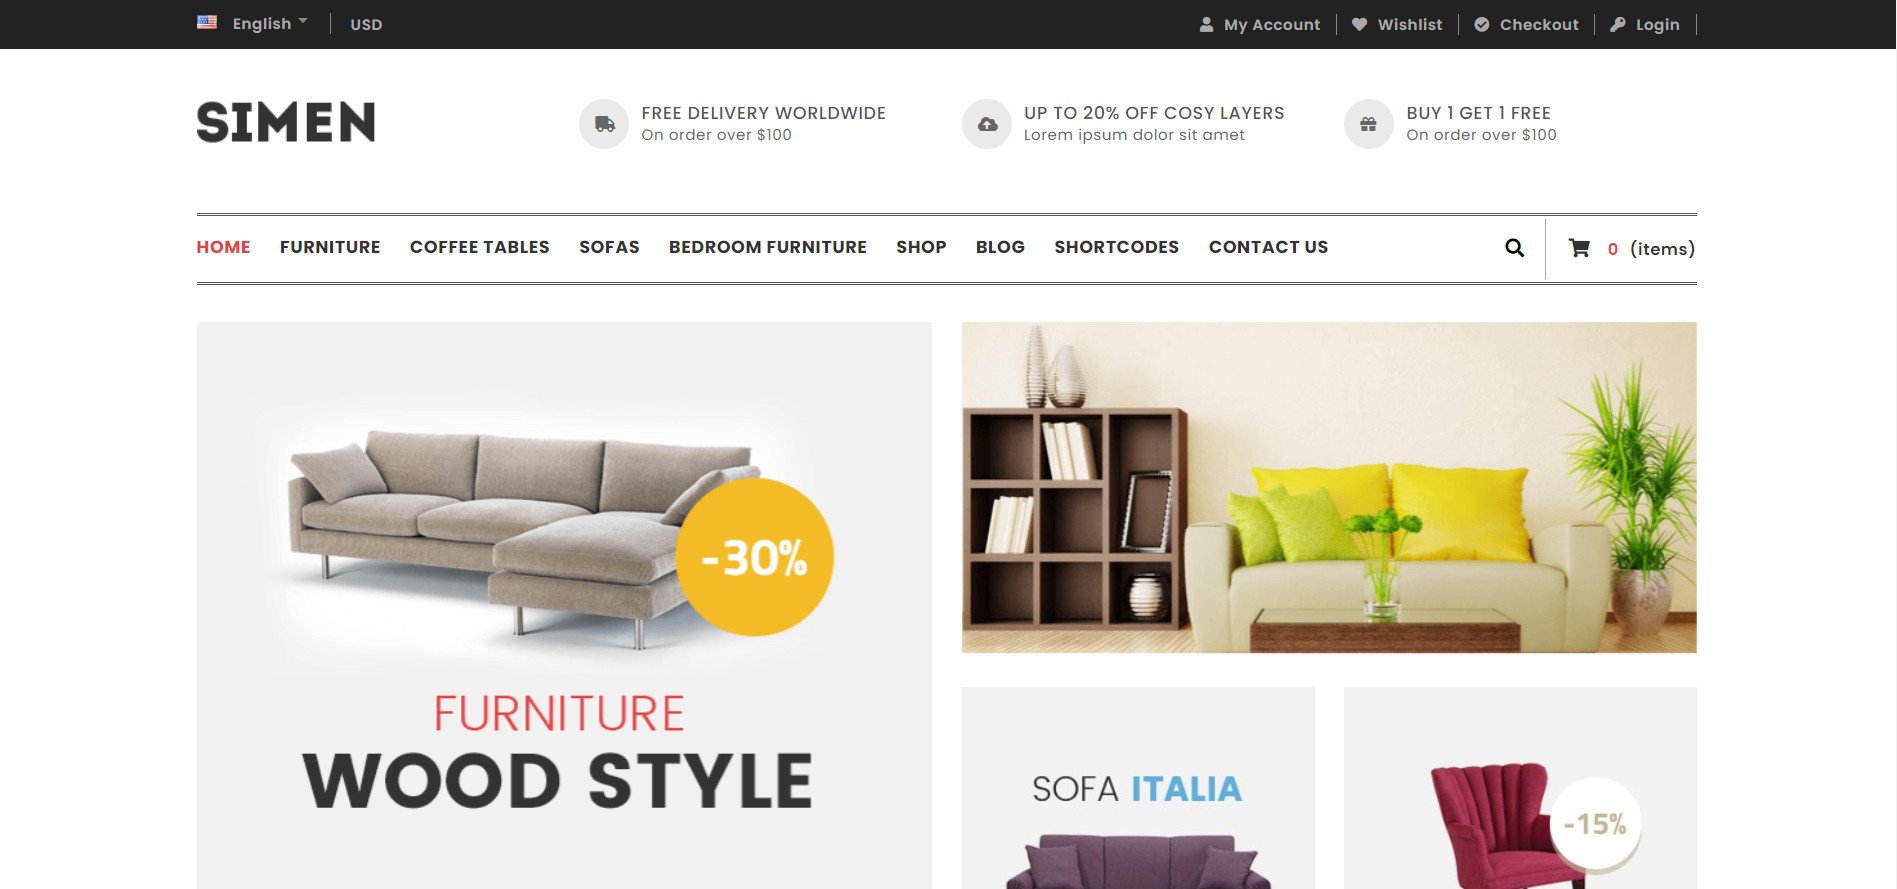 English
USD
My Account
Wishlist
Checkout
Login
SIMEN
FREE DELIVERY WORLDWIDE
On order over $100
UP TO 20% OFF COSY LAYERS
Lorem ipsum dolor sit amet
BUY 1 GET 1 FREE
On order over $100
HOME
FURNITURE
COFFEE TABLES
SOFAS
BEDROOM FURNITURE
SHOP
BLOG
SHORTCODES
CONTACT US
0 (items)
-30%
FURNITURE
WOOD STYLE
SOFA ITALIA
-15%